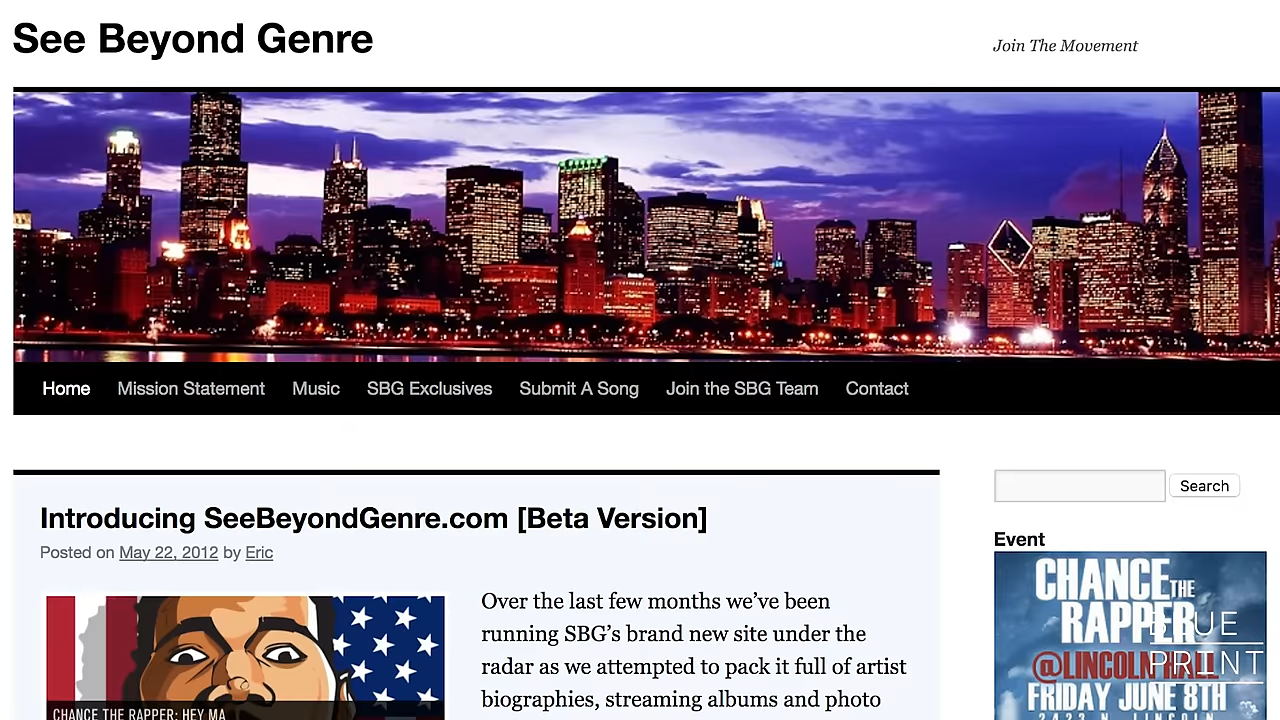 See Beyond Genre
Join The Movement
Home Mission Statement Music SBG Exclusives Submit A Song Join the SBG Team Contact
Introducing SeeBeyondGenre.com [Beta Version]
Posted on May 22, 2012 by Eric
Over the last few months we’ve been
running SBG’s brand new site under the
radar as we attempted to pack it full of artist
biographies, streaming albums and photo
CHANCE THE RAPPER: HEY MA
Search
Event
CHANCE THE
RAPPER
@LINCOLN HALL
FRIDAY JUNE 8TH
2423 N. LINCOLN
BLUE
PRINT